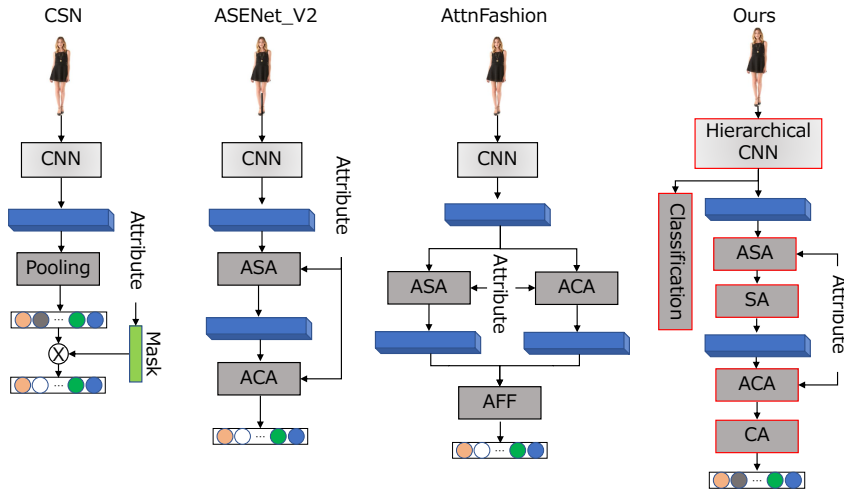 CSN
CNN
Attribute
Pooling
...
X
Mask
...
ASENet_V2
CNN
Attribute
ASA
ACA
...
AttnFashion
CNN
Attribute
ASA
ACA
AFF
...
Ours
Hierarchical
CNN
Classification
ASA
SA
Attribute
ACA
CA
...